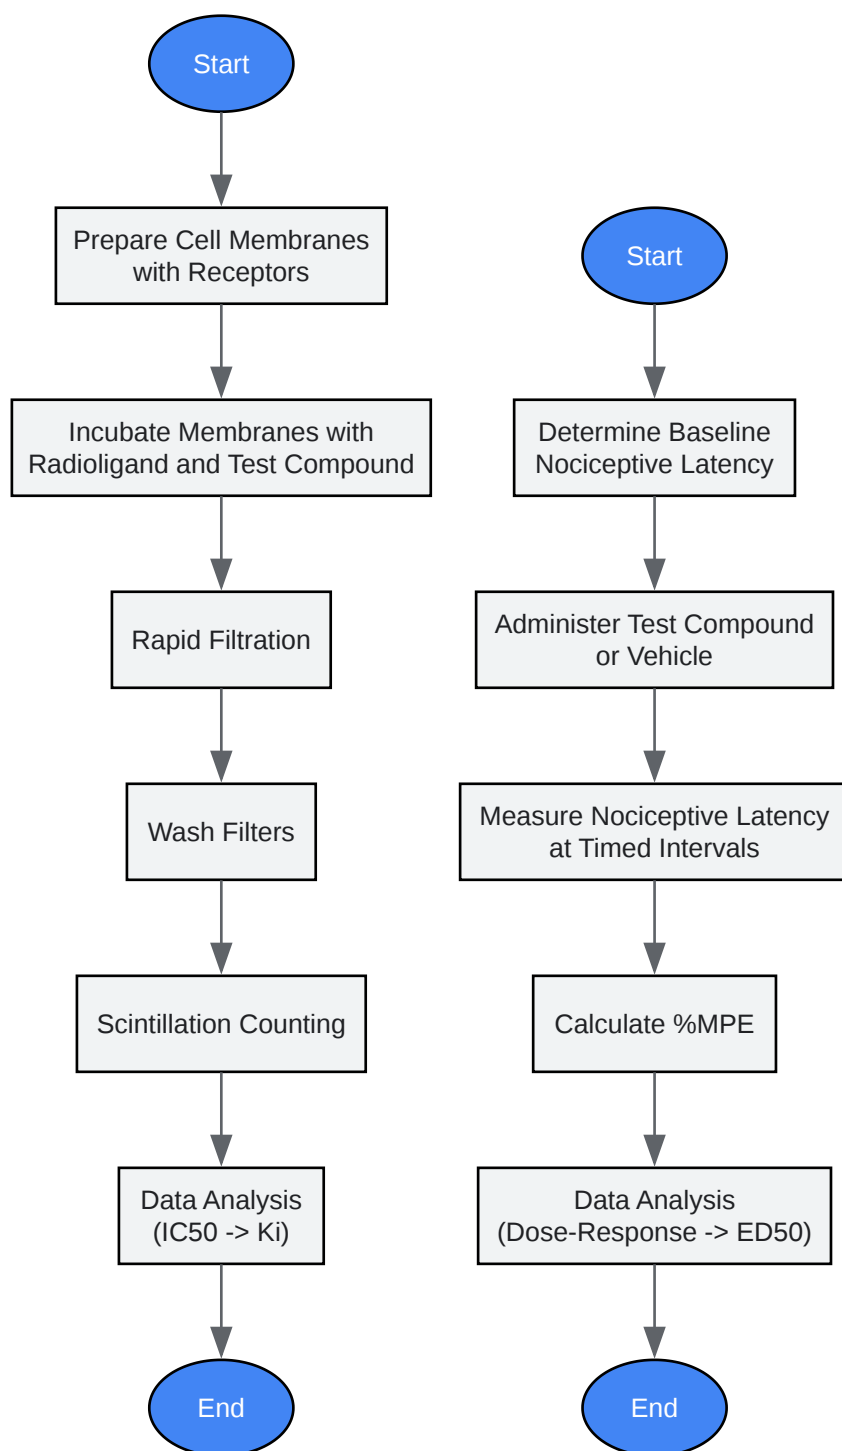 Start
Prepare Cell Membranes
with Receptors
Incubate Membranes with
Radioligand and Test Compound
Rapid Filtration
Wash Filters
Scintillation Counting
Data Analysis
(IC50 -> Ki)
End
Start
Determine Baseline
Nociceptive Latency
Administer Test Compound
or Vehicle
Measure Nociceptive Latency
at Timed Intervals
Calculate %MPE
Data Analysis
(Dose-Response -> ED50)
End